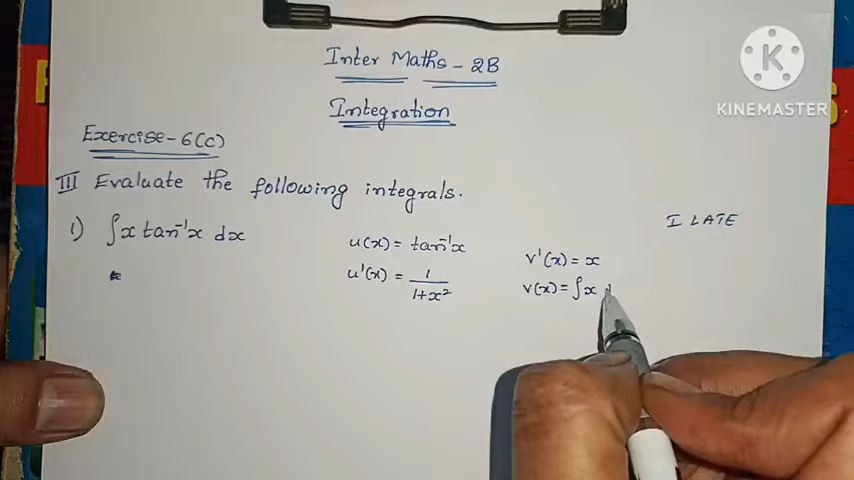 Inter Maths - 2B
Integration
KINEMASTER
Exercise - 6(c)
III Evaluate the following integrals.
1) ∫x tan⁻¹x dx
u(x) = tan⁻¹x
u'(x) = 1/(1+x²)
v'(x) = x
v(x) = ∫x
I LATE